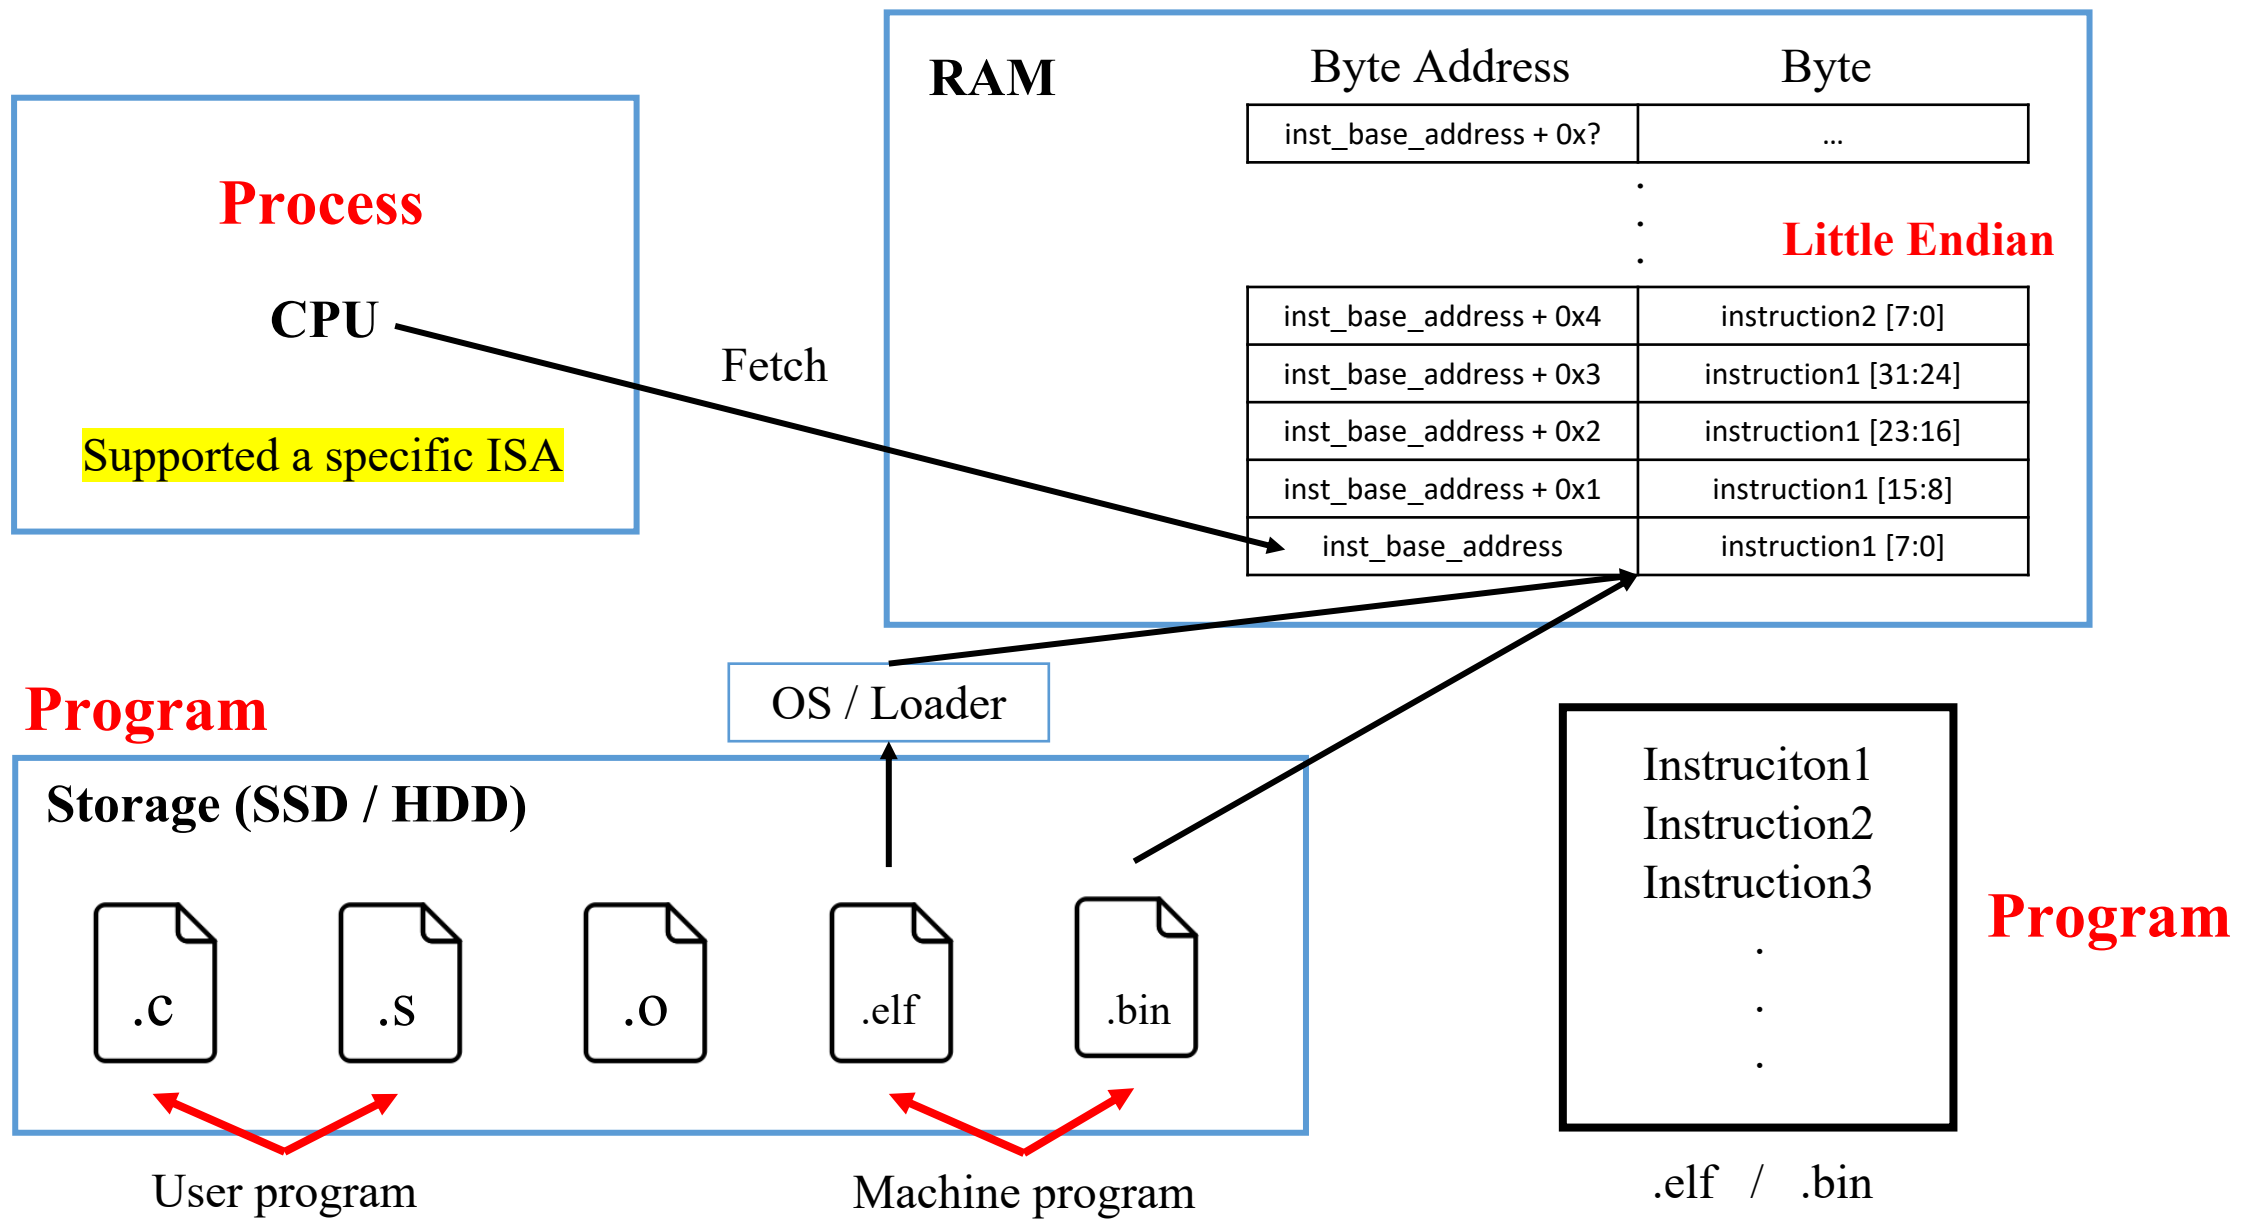 RAM
Byte Address
Byte
inst_base_address + 0x?
...
Process
Little Endian
CPU
inst_base_address + 0x4
instruction2 [7:0]
Fetch
inst_base_address + 0x3
instruction1 [31:24]
inst_base_address + 0x2
instruction1 [23:16]
Supported a specific ISA
inst_base_address + 0x1
instruction1 [15:8]
inst_base_address
instruction1 [7:0]
Program
OS / Loader
Storage (SSD / HDD)
.c
.s
.o
.elf
.bin
User program
Machine program
Instruciton1
Instruction2
Instruction3
.
.
.
Program
.elf / .bin